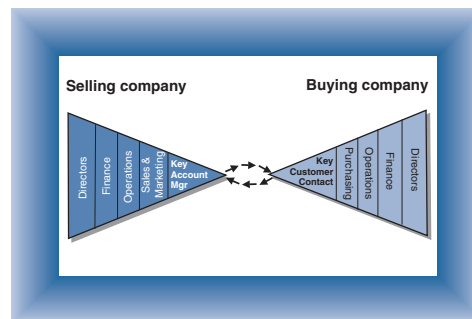 Selling company
Buying company
Directors
Finance
Operations
Sales &
Marketing
Key
Account
Mgr
Key
Customer
Contact
Purchasing
Operations
Finance
Directors